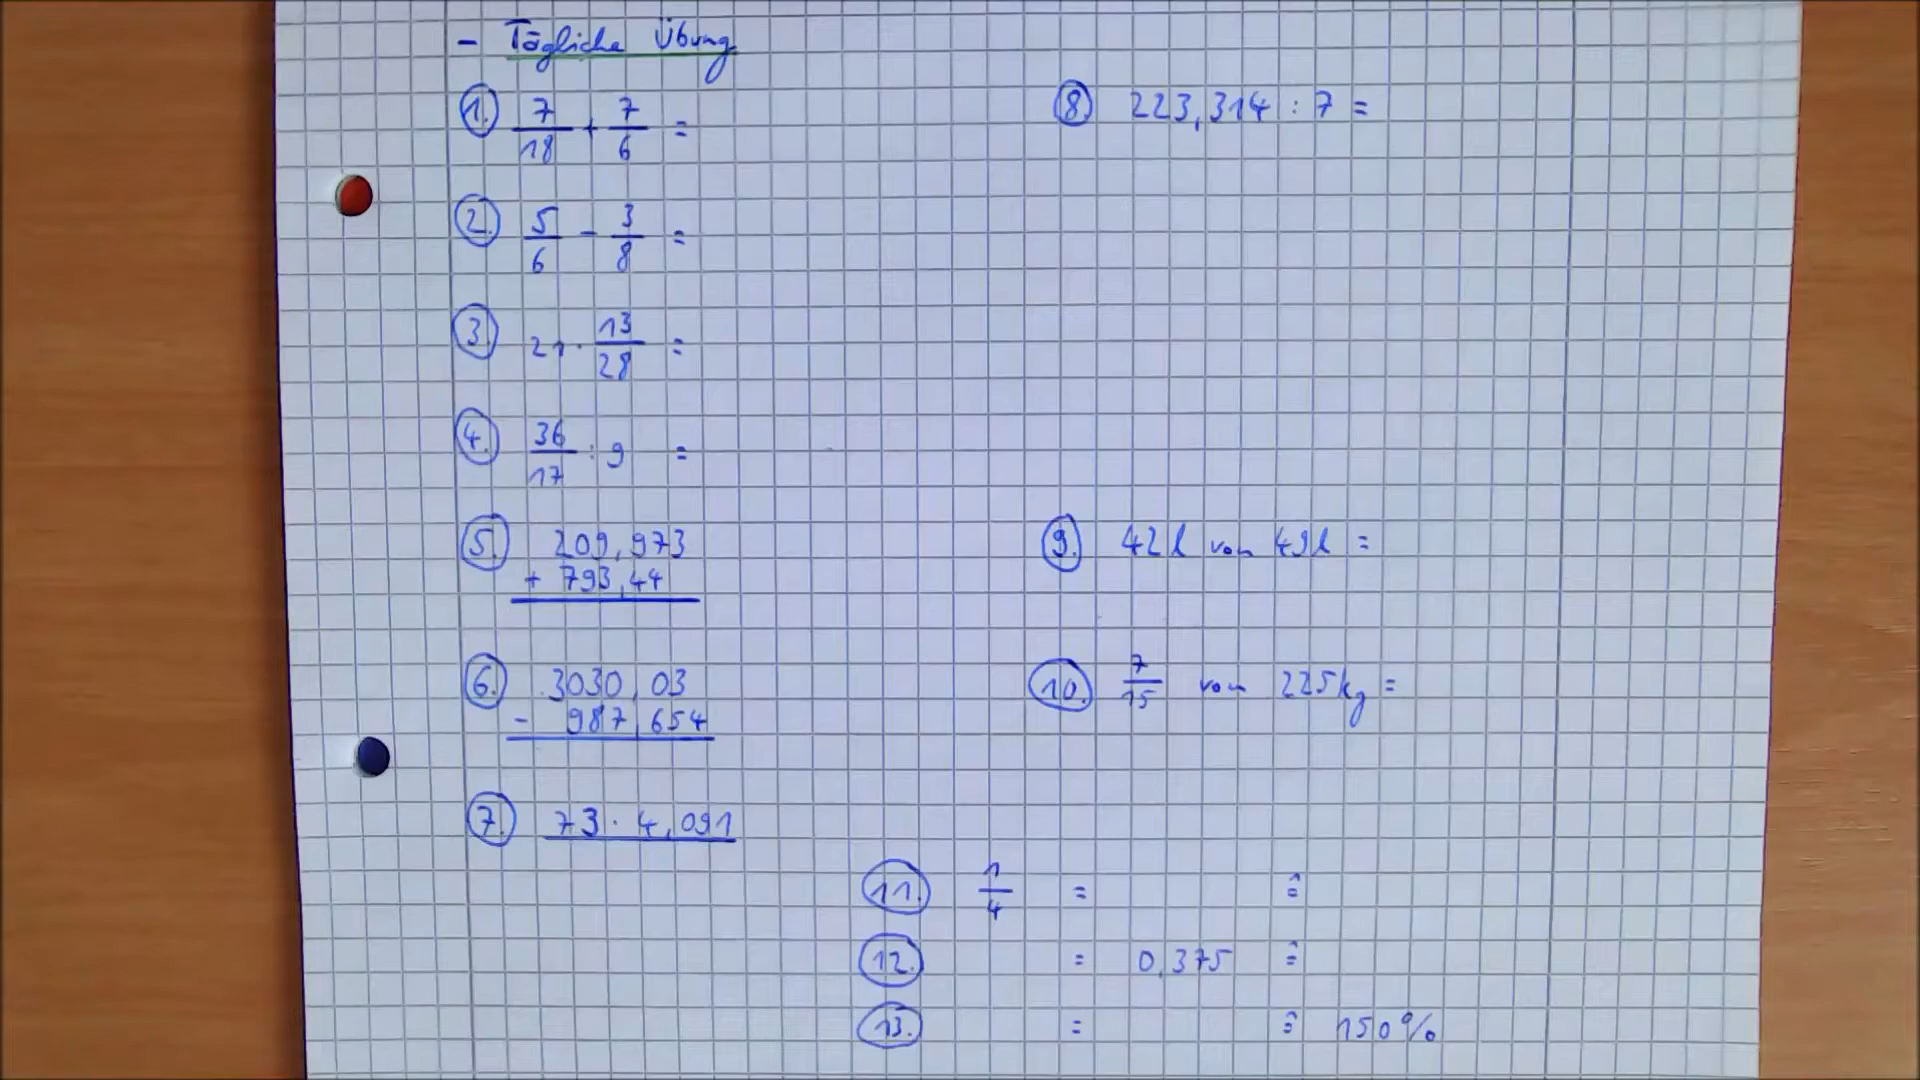 - Tägliche Übung
1. 7/18 + 7/6 =
2. 5/6 - 3/8 =
3. 21 · 13/28 =
4. 36/17 : 9 =
5. 209,973
+ 793,44
6. 3030,03
- 987,654
7. 73 · 4,091
8. 223,314 : 7 =
9. 42l von 49l =
10. 7/15 von 225kg =
11. 1/4 = ≙
12. = 0,375 ≙
13. = ≙ 150%